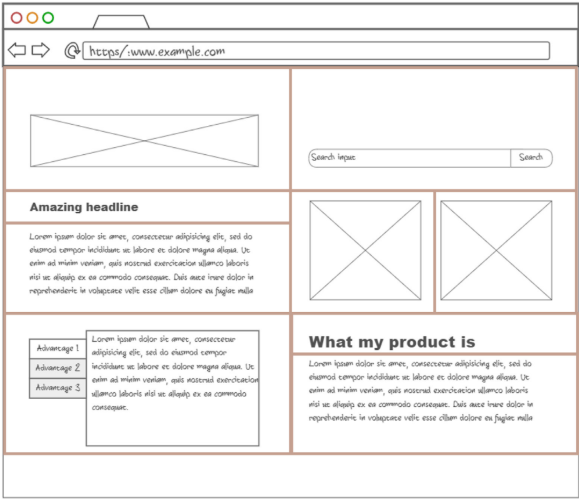 https/:www.example.com
Search input
Search
Amazing headline
Lorem ipsum dolor sit amet, consectetur adipisicing elit, sed do
eiusmod tempor incididunt ut labore et dolore magna aliqua. Ut
enim ad minim veniam, quis nostrud exercitation ullamco laboris
nisi ut aliquip ex ea commodo consequat. Duis aute irure dolor in
reprehenderit in voluptate velit esse cillum dolore eu fugiat nulla
Advantage 1
Advantage 2
Advantage 3
Lorem ipsum dolor sit amet, consectetur
adipisicing elit, sed do eiusmod tempor
incididunt ut labore et dolore magna aliqua. Ut
enim ad minim veniam, quis nostrud exercitation
ullamco laboris nisi ut aliquip ex ea commodo
consequat.
What my product is
Lorem ipsum dolor sit amet, consectetur adipisicing elit, sed do
eiusmod tempor incididunt ut labore et dolore magna aliqua. Ut
enim ad minim veniam, quis nostrud exercitation ullamco laboris
nisi ut aliquip ex ea commodo consequat. Duis aute irure dolor in
reprehenderit in voluptate velit esse cillum dolore eu fugiat nulla